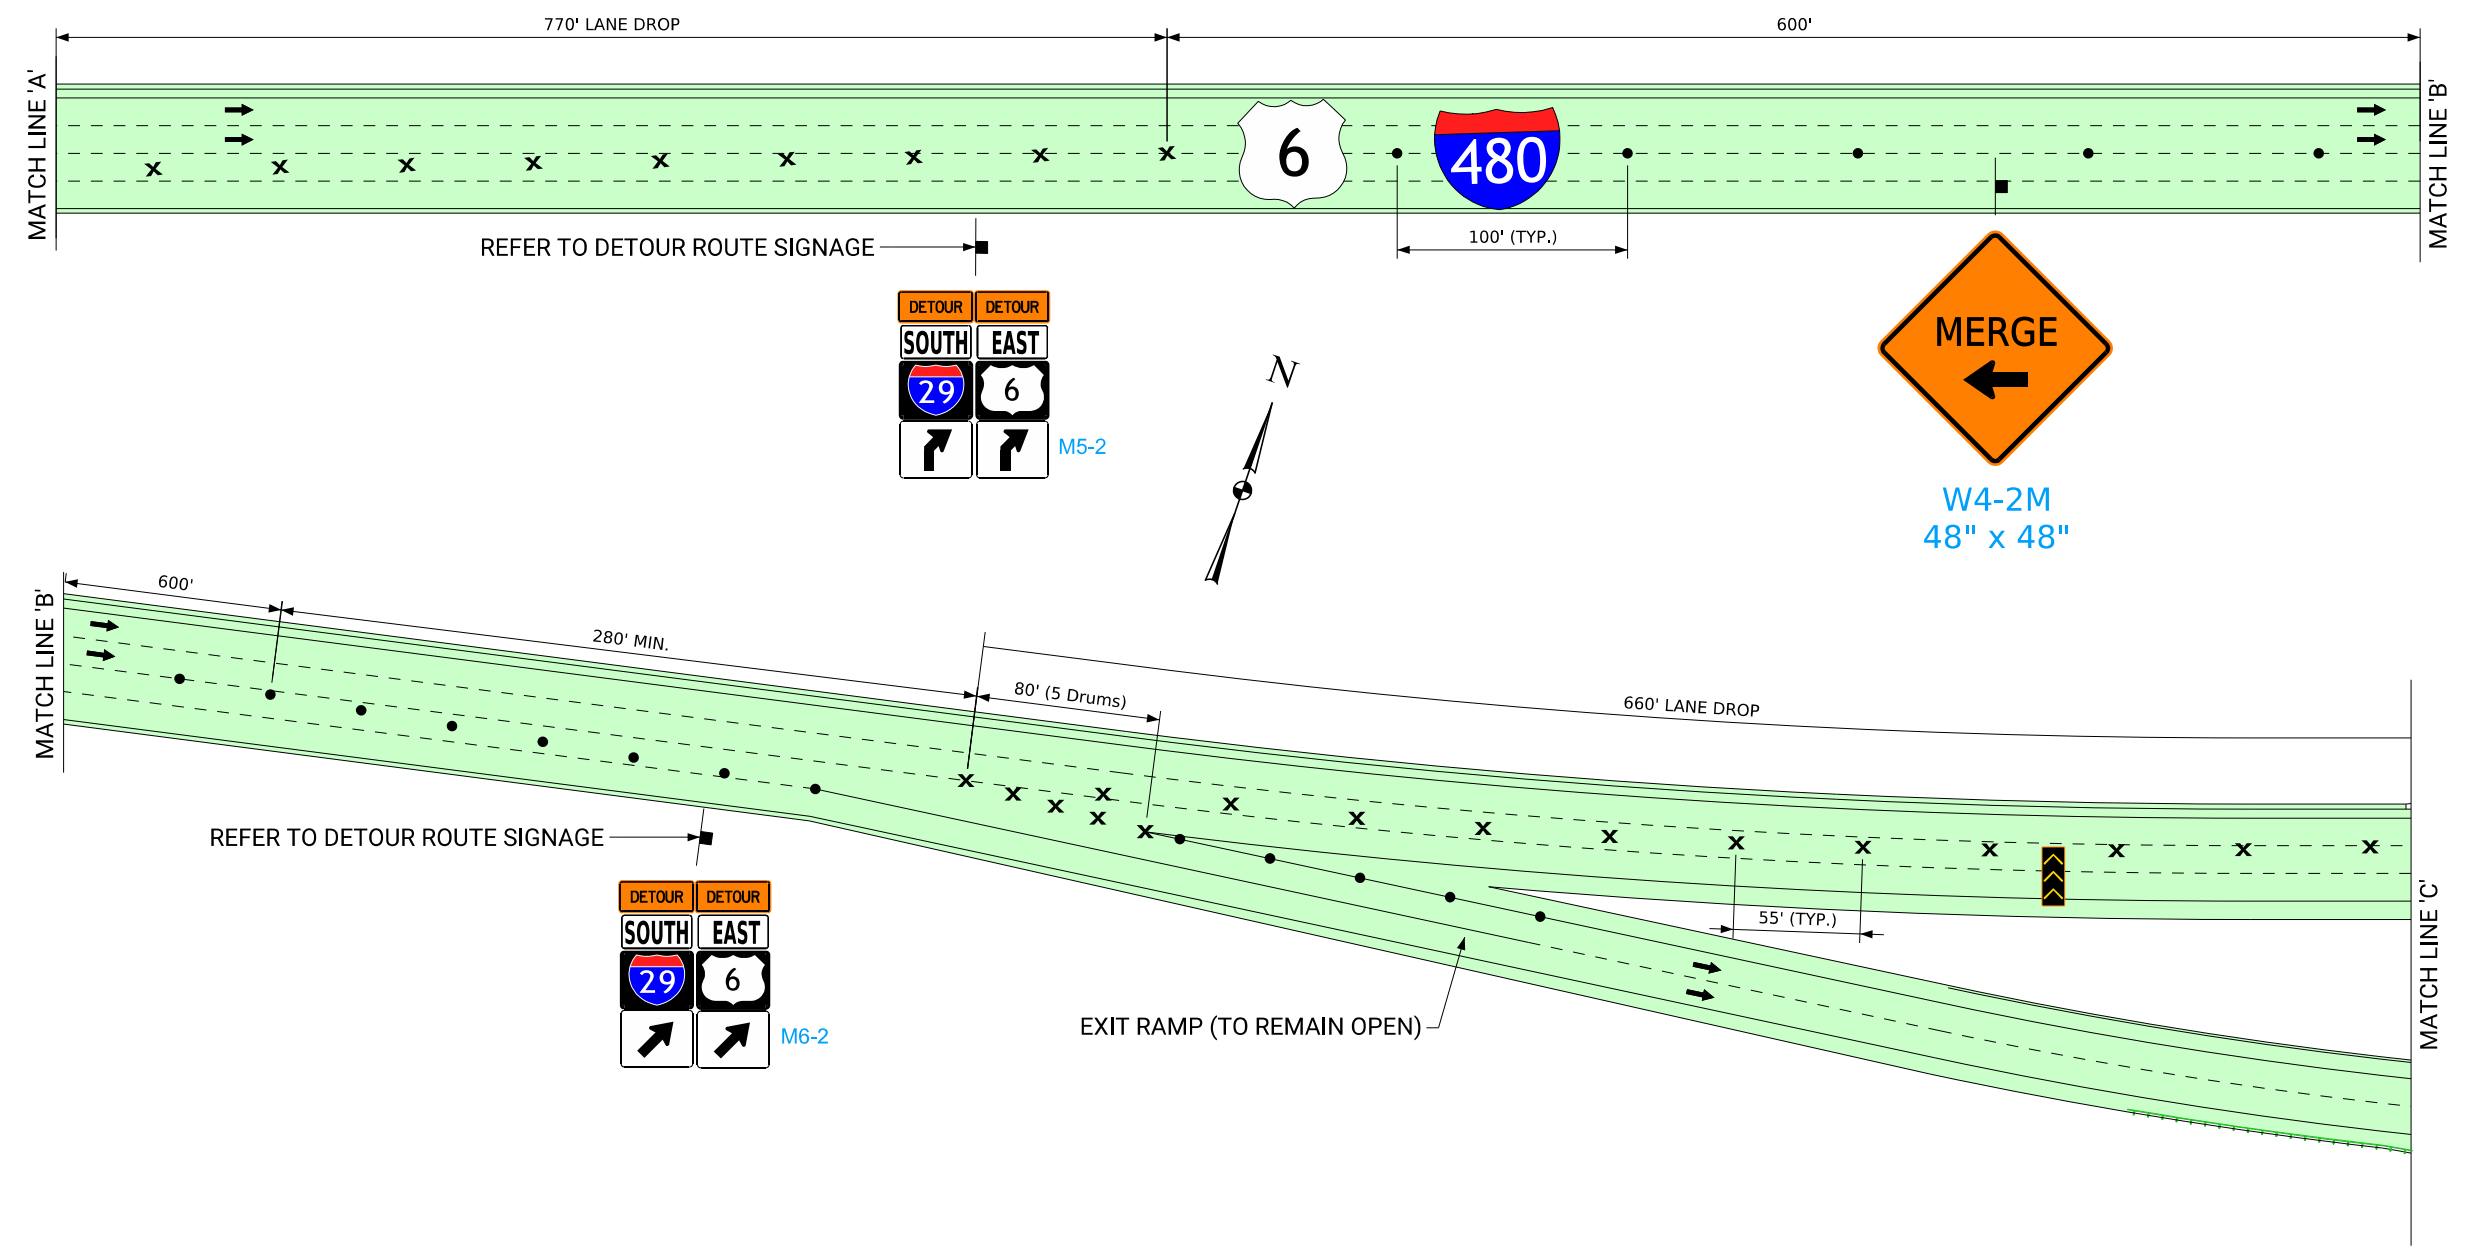 770' LANE DROP
600'
MATCH LINE 'A'
6
480
MATCH LINE 'B'
REFER TO DETOUR ROUTE SIGNAGE
100' (TYP.)
DETOUR DETOUR
SOUTH EAST
29 6
M5-2
MERGE
W4-2M
48" x 48"
N
600'
280' MIN.
80' (5 Drums)
660' LANE DROP
MATCH LINE 'B'
REFER TO DETOUR ROUTE SIGNAGE
DETOUR DETOUR
SOUTH EAST
29 6
M6-2
55' (TYP.)
EXIT RAMP (TO REMAIN OPEN)
MATCH LINE 'C'